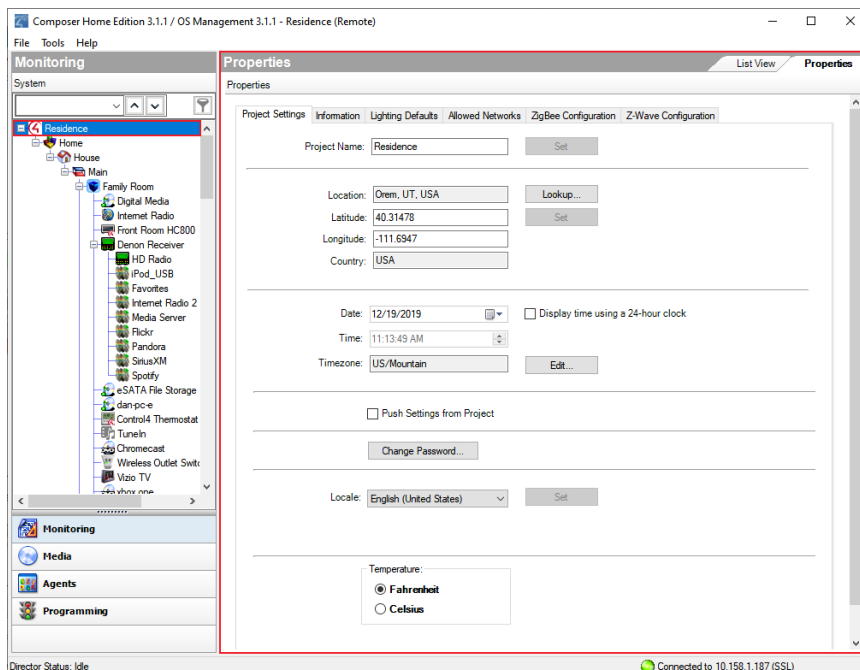 Composer Home Edition 3.1.1 / OS Management 3.1.1 - Residence (Remote)
File Tools Help
Monitoring
System
Residence
Home
House
Main
Family Room
Digital Media
Internet Radio
Front Room HC800
Denon Receiver
HD Radio
iPod_USB
Favorites
Internet Radio 2
Media Server
Flickr
Pandora
SiriusXM
Spotify
eSATA File Storage
dan-pc-e
Control4 Thermostat
TuneIn
Chromecast
Wireless Outlet Switc
Vizio TV
xbox one
Monitoring
Media
Agents
Programming
Properties
List View Properties
Properties
Project Settings Information Lighting Defaults Allowed Networks ZigBee Configuration Z-Wave Configuration
Project Name: Residence Set
Location: Orem, UT, USA Lookup...
Latitude: 40.31478 Set
Longitude: -111.6947
Country: USA
Date: 12/19/2019 Display time using a 24-hour clock
Time: 11:13:49 AM
Timezone: US/Mountain Edit...
Push Settings from Project
Change Password...
Locale: English (United States) Set
Temperature:
Fahrenheit
Celsius
Director Status: Idle Connected to 10.158.1.187 (SSL)